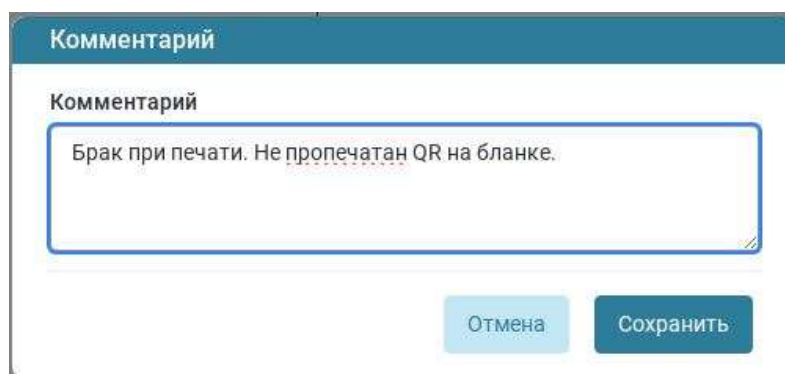 Комментарий
Комментарий
Брак при печати. Не пропечатан QR на бланке.
Отмена
Сохранить